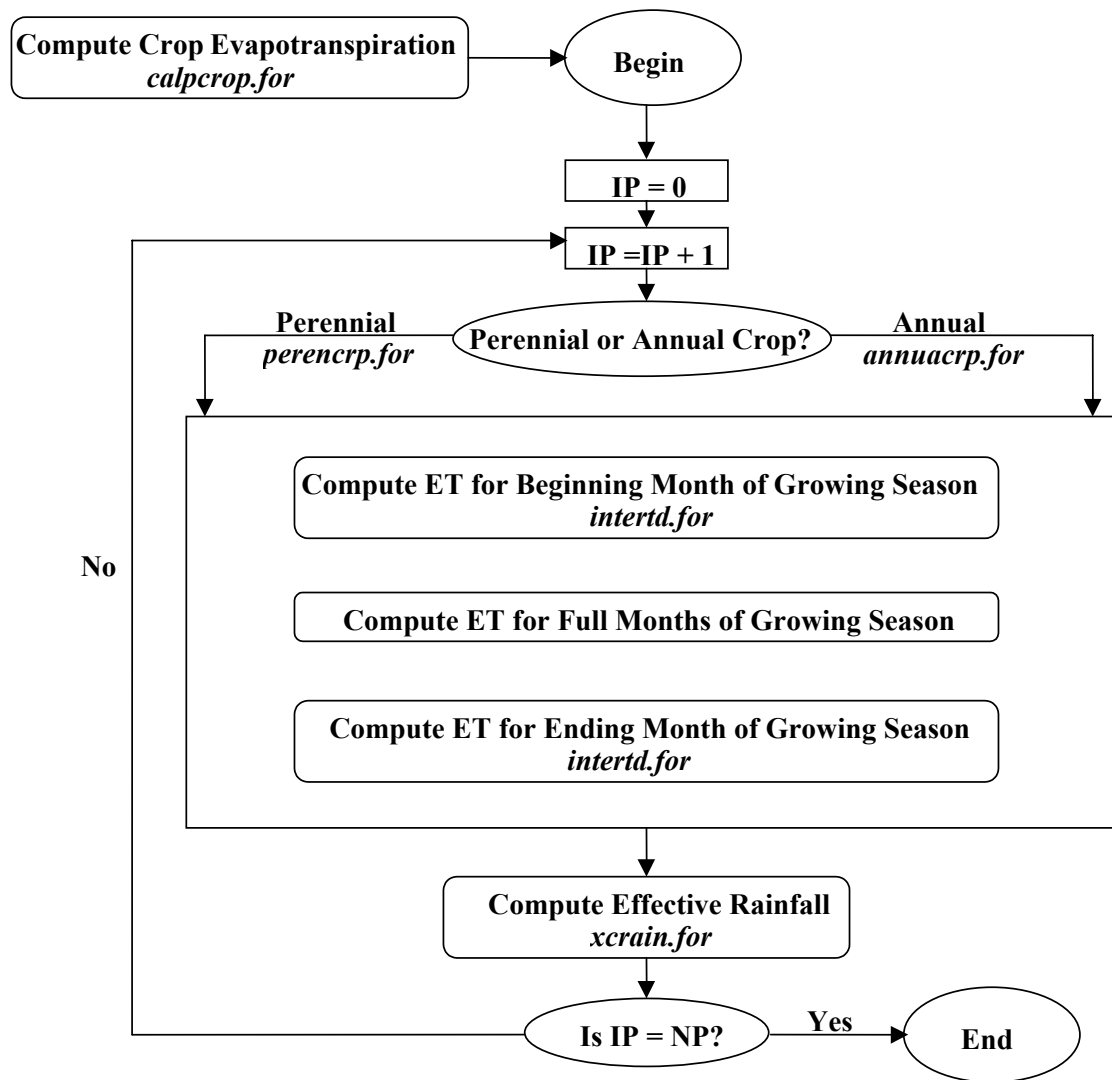 Compute Crop Evapotranspiration
calpcrop.for
Begin
IP = 0
IP =IP + 1
Perennial
perencrp.for
Perennial or Annual Crop?
Annual
annuacrp.for
Compute ET for Beginning Month of Growing Season
intertd.for
No
Compute ET for Full Months of Growing Season
Compute ET for Ending Month of Growing Season
intertd.for
Compute Effective Rainfall
xcrain.for
Is IP = NP?
Yes
End